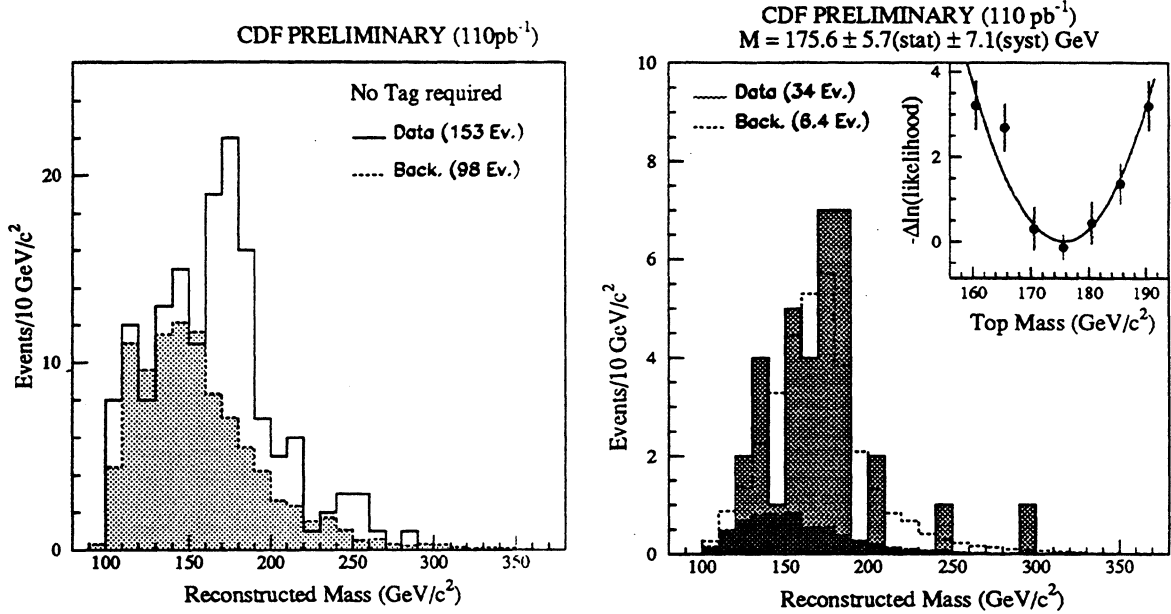 CDF PRELIMINARY (110pb⁻¹)
No Tag required
Data (153 Ev.)
Back. (98 Ev.)
Events/10 GeV/c²
20
10
0
100 150 200 250 300
Reconstructed Mass (GeV/c²)
CDF PRELIMINARY (110 pb⁻¹)
M = 175.6 ± 5.7(stat) ± 7.1(syst) GeV
Data (34 Ev.)
Back. (6.4 Ev.)
Events/10 GeV/c²
10
8
6
4
2
0
100 150 200 250 300 350
Reconstructed Mass (GeV/c²)
-Δln(likelihood)
4
2
0
160 170 180 190
Top Mass (GeV/c²)